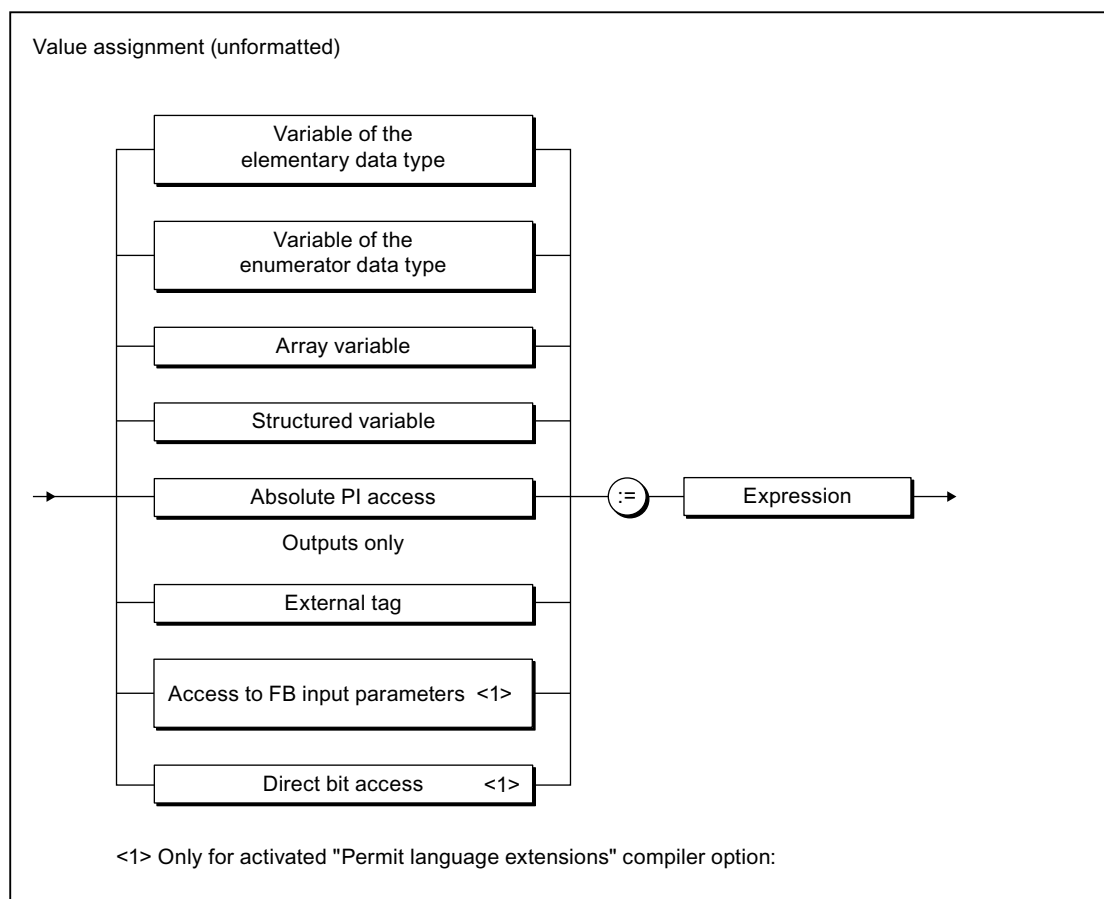 Value assignment (unformatted)
Variable of the
elementary data type
Variable of the
enumerator data type
Array variable
Structured variable
Absolute PI access
:=
Expression
Outputs only
External tag
Access to FB input parameters <1>
Direct bit access <1>
<1> Only for activated "Permit language extensions" compiler option: